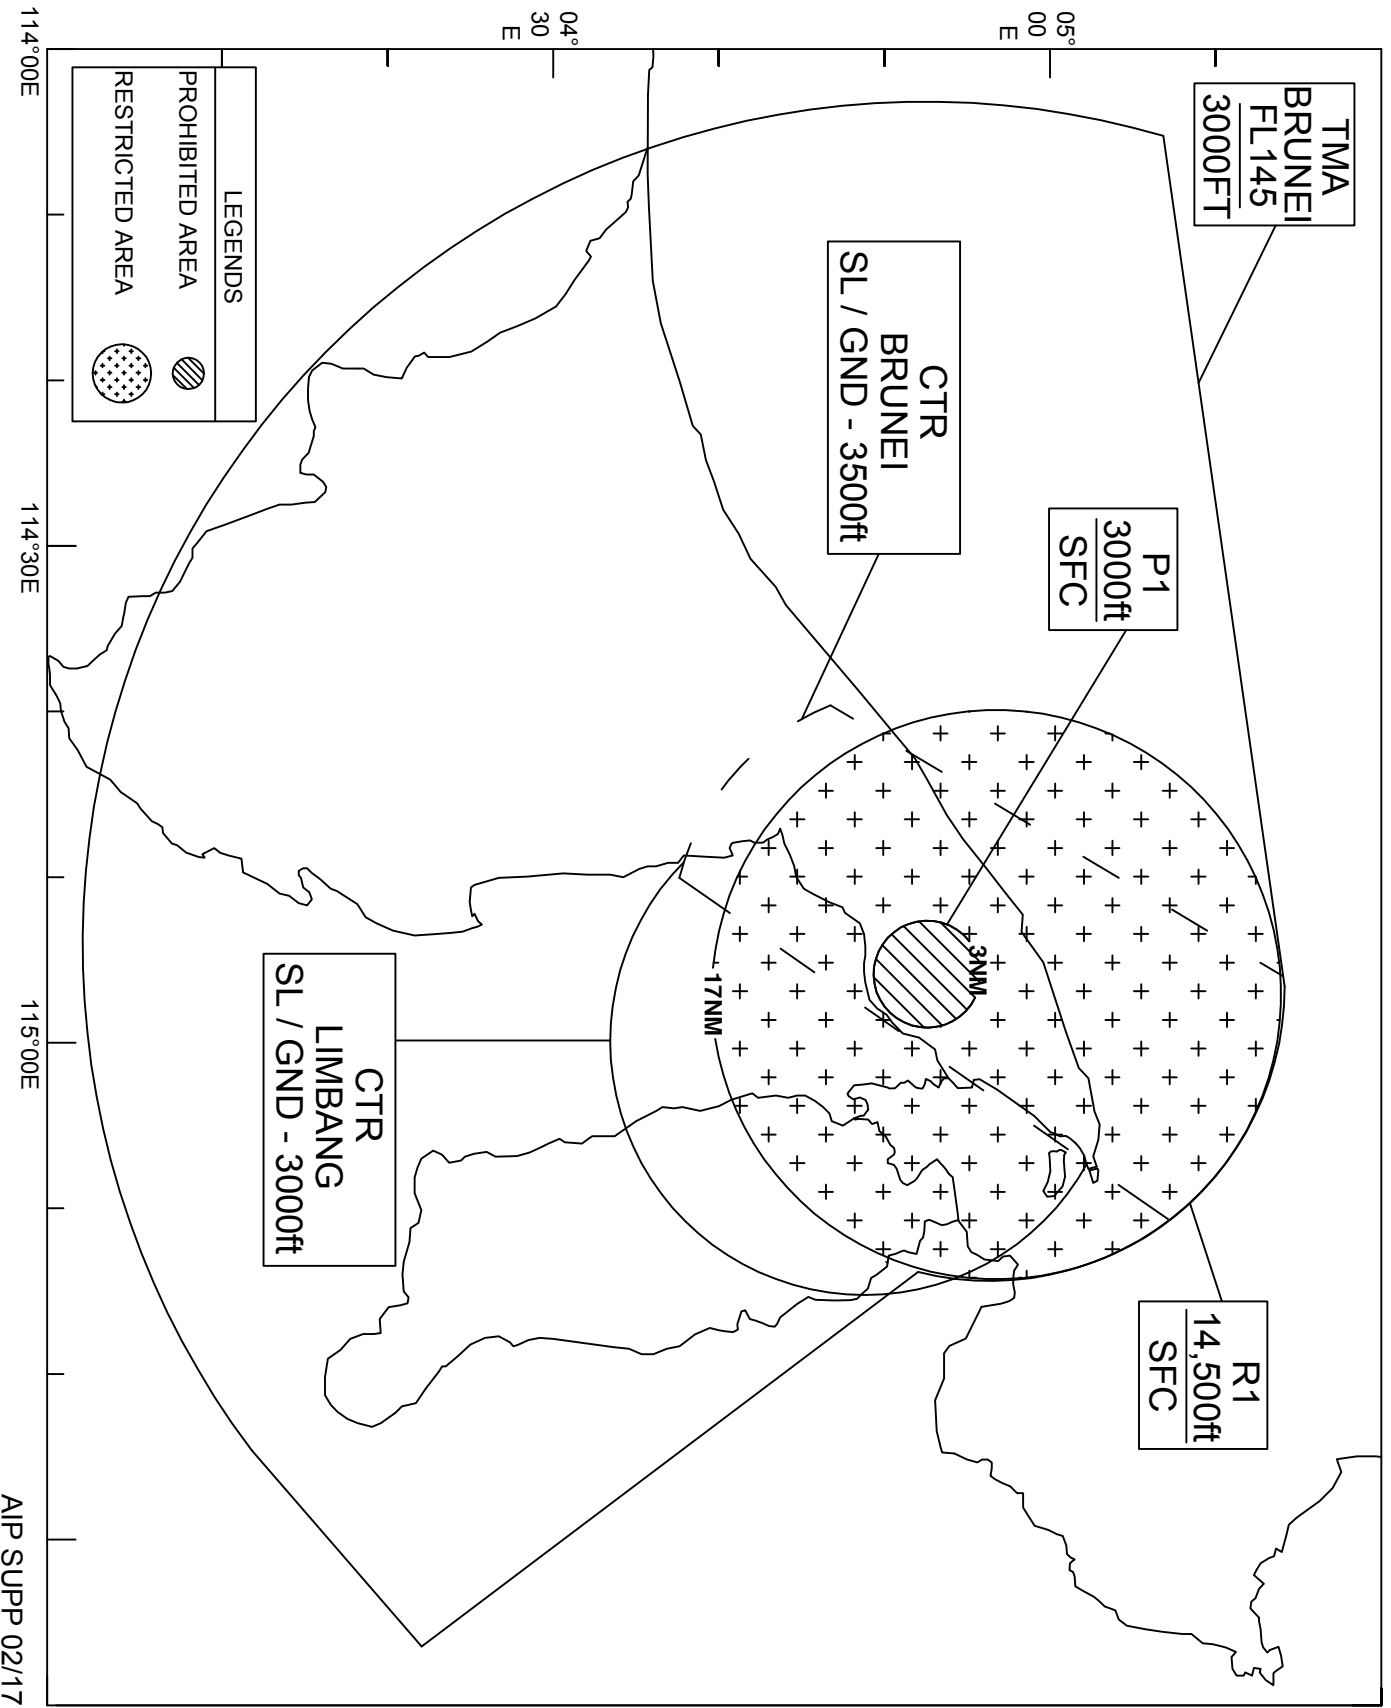 TMA
BRUNEI
FL145
3000FT
P1
3000ft
SFC
R1
14,500ft
SFC
CTR
BRUNEI
SL / GND - 3500ft
3NM
17NM
CTR
LIMBANG
SL / GND - 3000ft
LEGENDS
PROHIBITED AREA
RESTRICTED AREA
05°
00
E
04°
30
E
114°00E
114°30E
115°00E
AIP SUPP 02/17